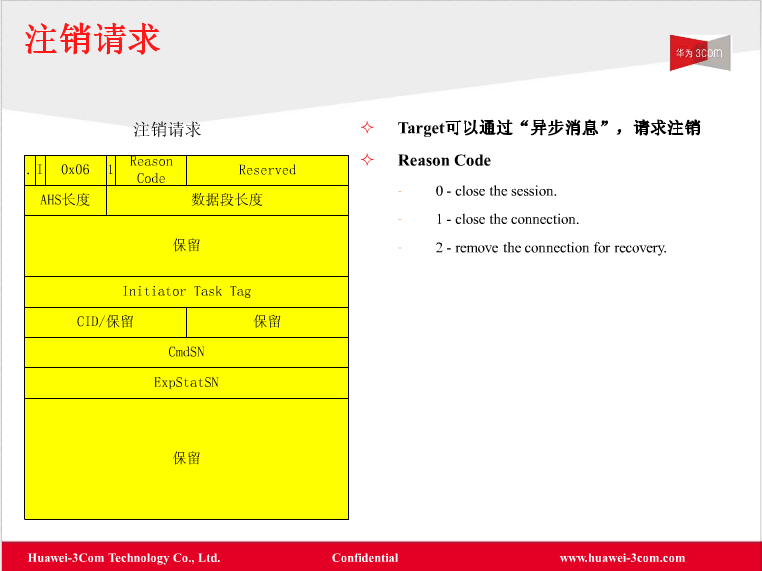 注销请求
华为3COM
注销请求
. I 0x06 1 Reason Code Reserved
AHS长度 数据段长度
保留
Initiator Task Tag
CID/保留 保留
CmdSN
ExpStatSN
保留
Target可以通过“异步消息”，请求注销
Reason Code
0 - close the session.
1 - close the connection.
2 - remove the connection for recovery.
Huawei-3Com Technology Co., Ltd. Confidential www.huawei-3com.com